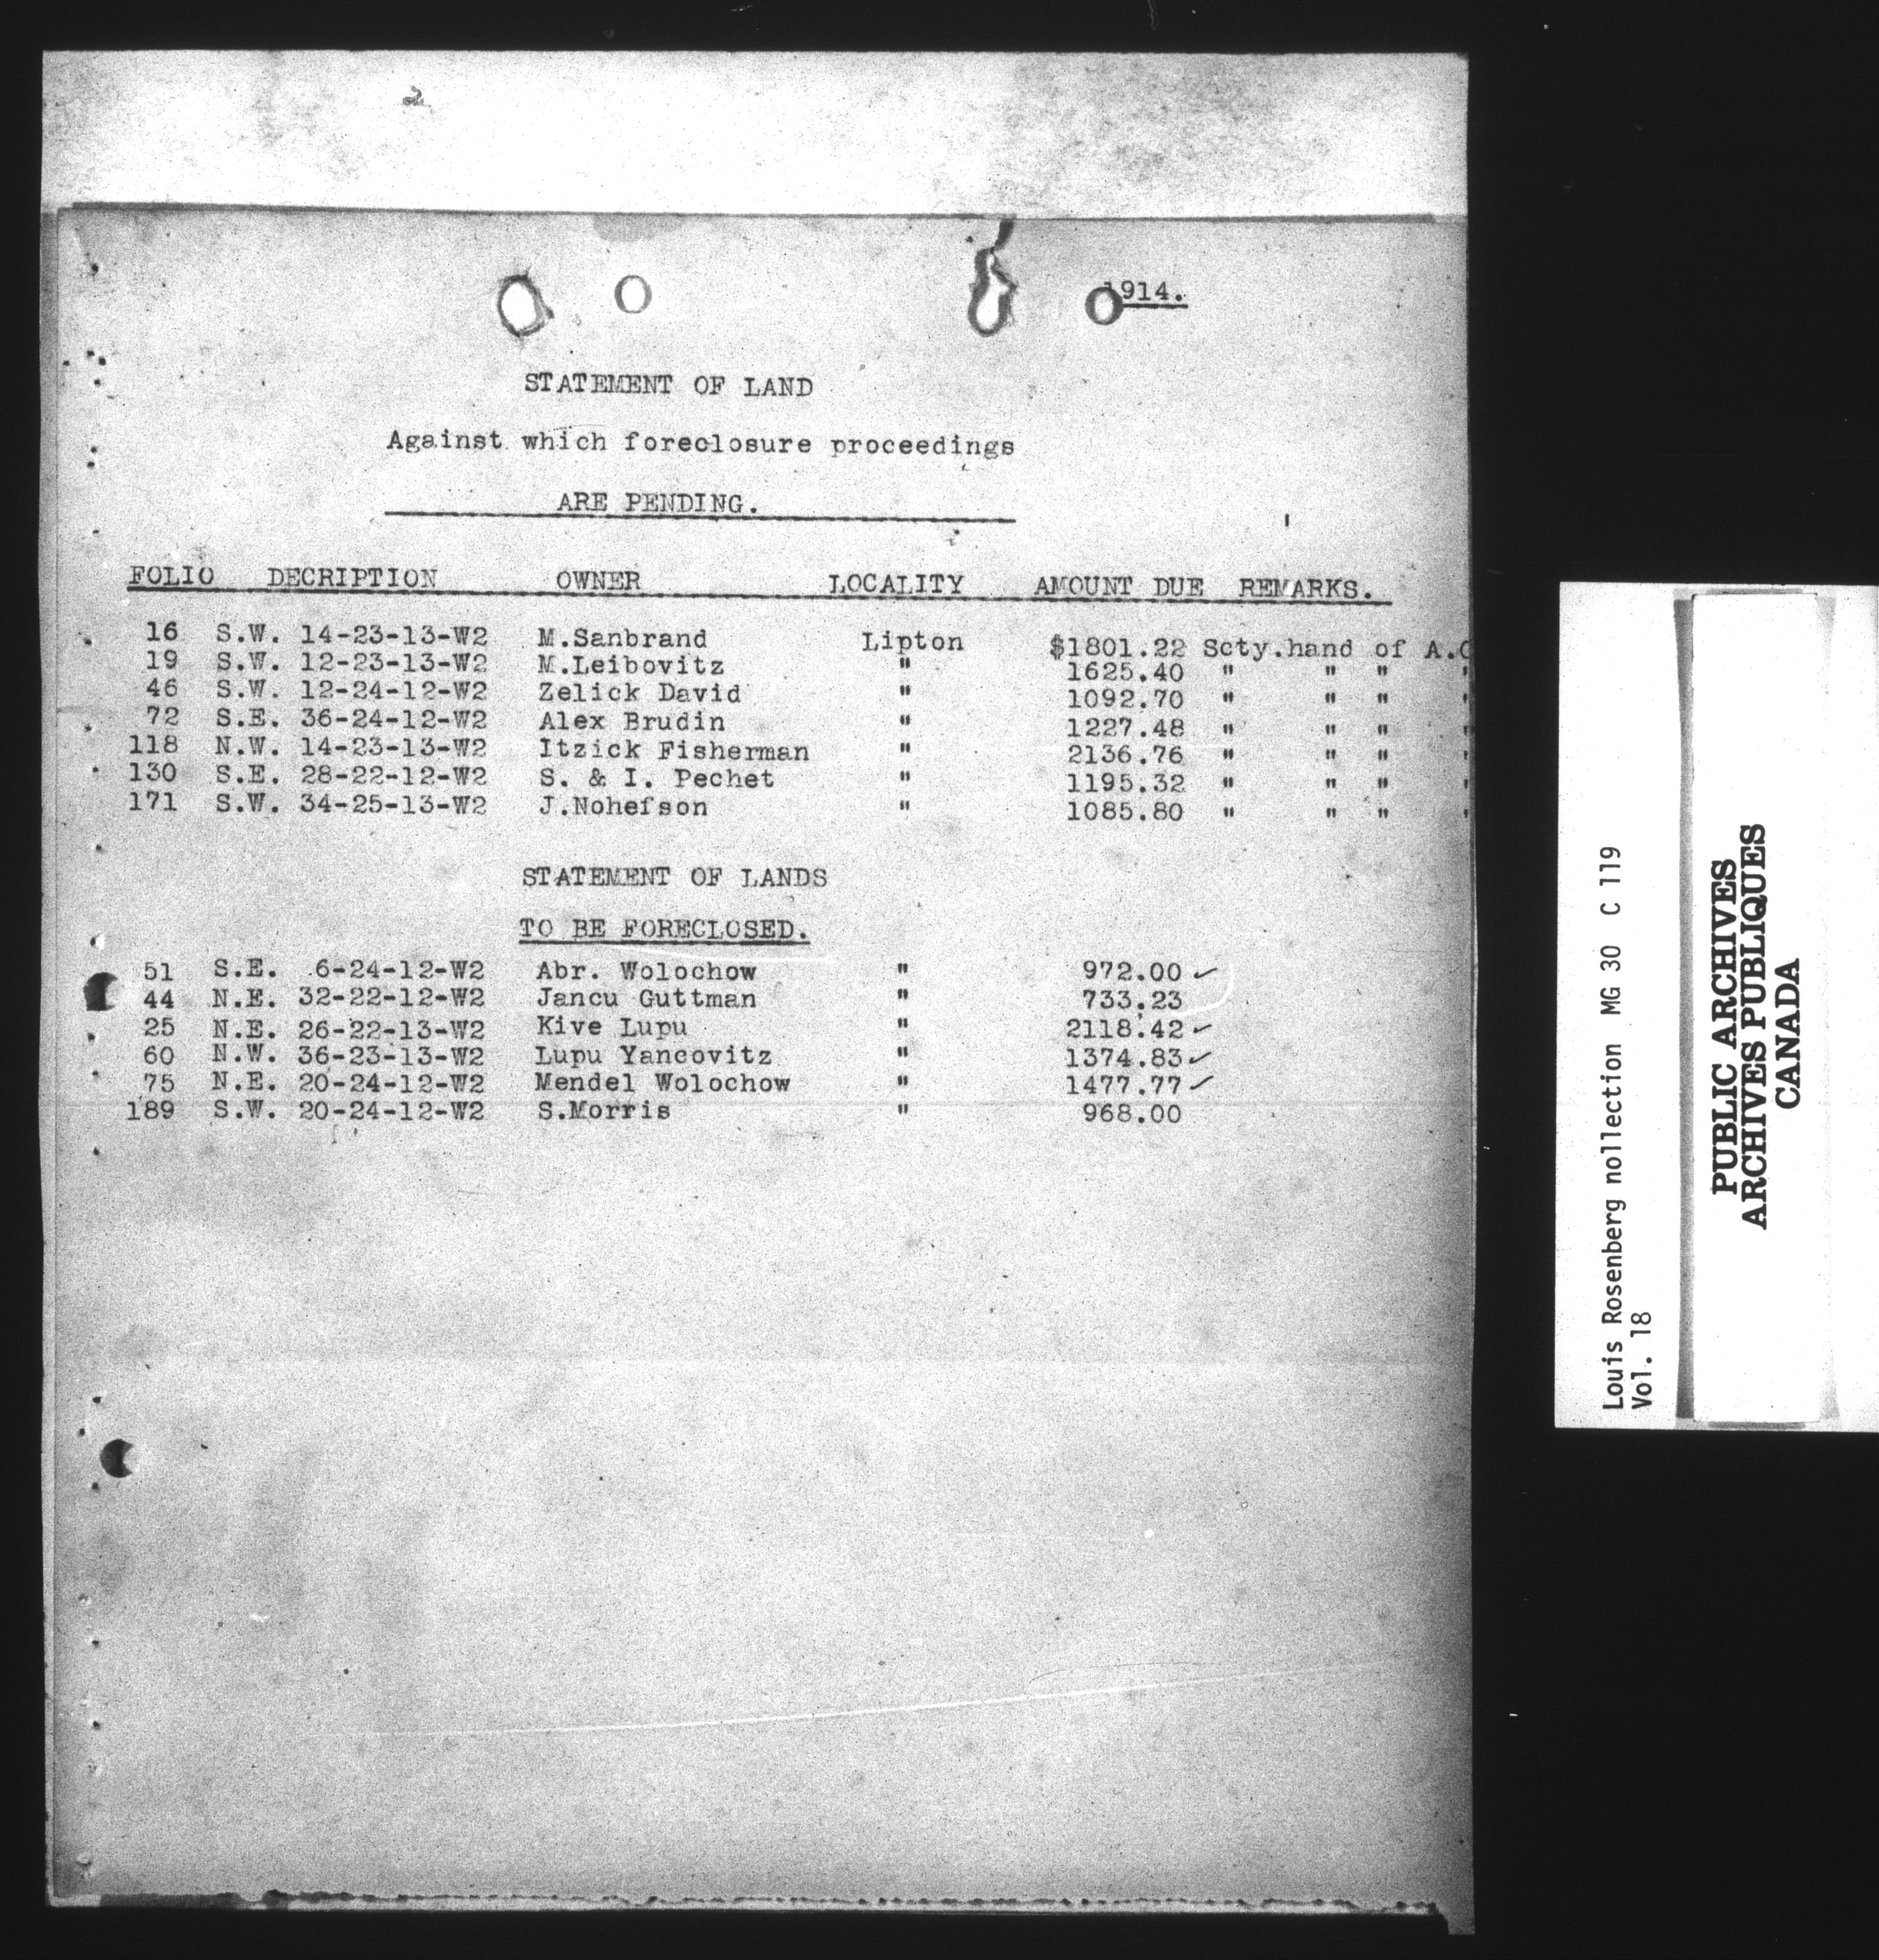 2
1914.
STATEMENT OF LAND
Against which foreclosure proceedings
ARE PENDING.
FOLIO DECRIPTION OWNER LOCALITY AMOUNT DUE REMARKS.
16 S.W. 14-23-13-W2 M.Sanbrand Lipton $1801.22 Scty.hand of A.
19 S.W. 12-23-13-W2 M.Leibovitz " 1625.40 " " " "
46 S.W. 12-24-12-W2 Zelick David " 1092.70 " " " "
72 S.E. 36-24-12-W2 Alex Brudin " 1227.48 " " " "
118 N.W. 14-23-13-W2 Itzick Fisherman " 2136.76 " " " "
130 S.E. 28-22-12-W2 S. & I. Pechet " 1195.32 " " " "
171 S.W. 34-25-13-W2 J.Nohefson " 1085.80 " " " "
STATEMENT OF LANDS
TO BE FORECLOSED.
51 S.E. 6-24-12-W2 Abr. Wolochow " 972.00 ✓
44 N.E. 32-22-12-W2 Jancu Guttman " 733.23
25 N.E. 26-22-13-W2 Kive Lupu " 2118.42 ✓
60 N.W. 36-23-13-W2 Lupu Yancovitz " 1374.83 ✓
75 N.E. 20-24-12-W2 Mendel Wolochow " 1477.77 ✓
189 S.W. 20-24-12-W2 S.Morris " 968.00
Louis Rosenberg nollection MG 30 C 119
Vol. 18
PUBLIC ARCHIVES
ARCHIVES PUBLIQUES
CANADA